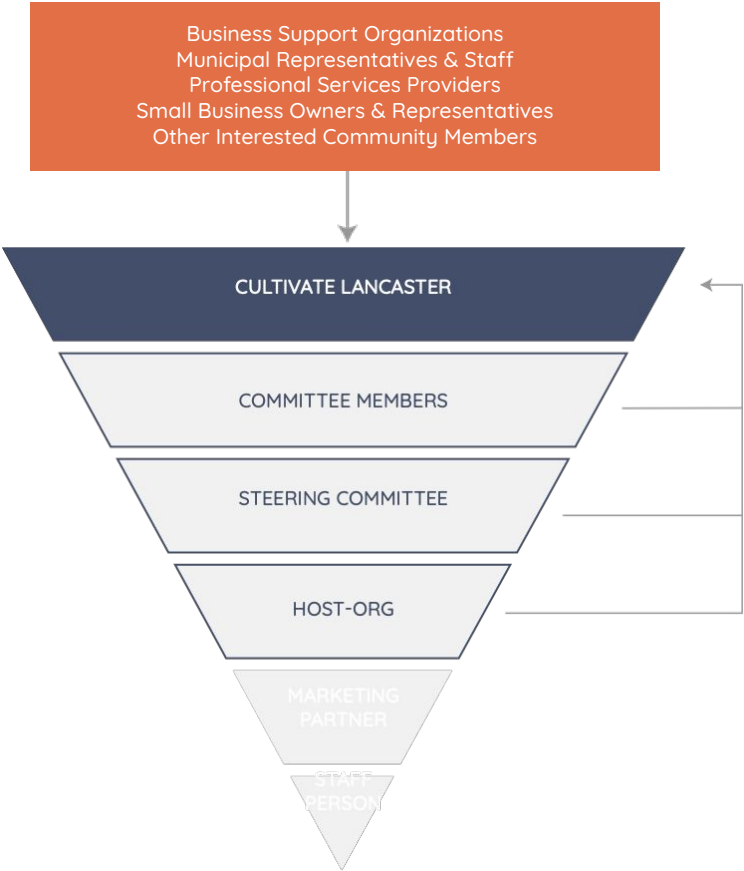 Business Support Organizations
Municipal Representatives & Staff
Professional Services Providers
Small Business Owners & Representatives
Other Interested Community Members
CULTIVATE LANCASTER
COMMITTEE MEMBERS
STEERING COMMITTEE
HOST-ORG
MARKETING
PARTNER
STAFF
PERSON